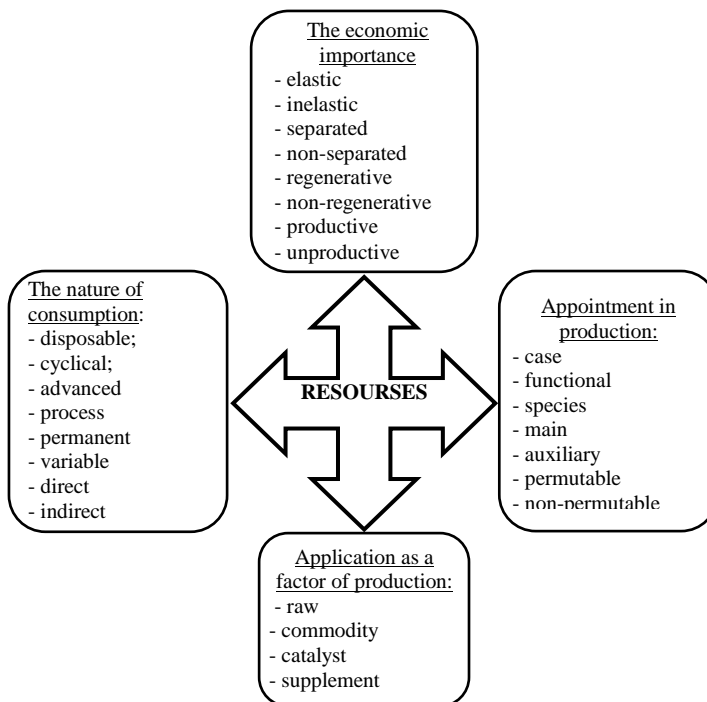 The economic
importance
- elastic
- inelastic
- separated
- non-separated
- regenerative
- non-regenerative
- productive
- unproductive
The nature of
consumption:
- disposable;
- cyclical;
- advanced
- process
- permanent
- variable
- direct
- indirect
RESOURSES
Appointment in
production:
- case
- functional
- species
- main
- auxiliary
- permutable
- non-permutable
Application as a
factor of production:
- raw
- commodity
- catalyst
- supplement